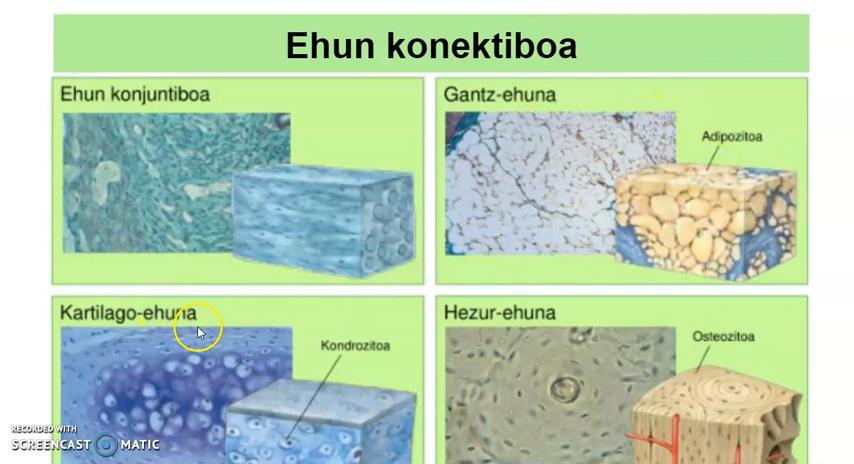 Ehun konektiboa
Ehun konjuntiboa
Gantz-ehuna
Adipozitoa
Kartilago-ehuna
Kondrozitoa
Hezur-ehuna
Osteozitoa
RECORDED WITH
SCREENCAST MATIC